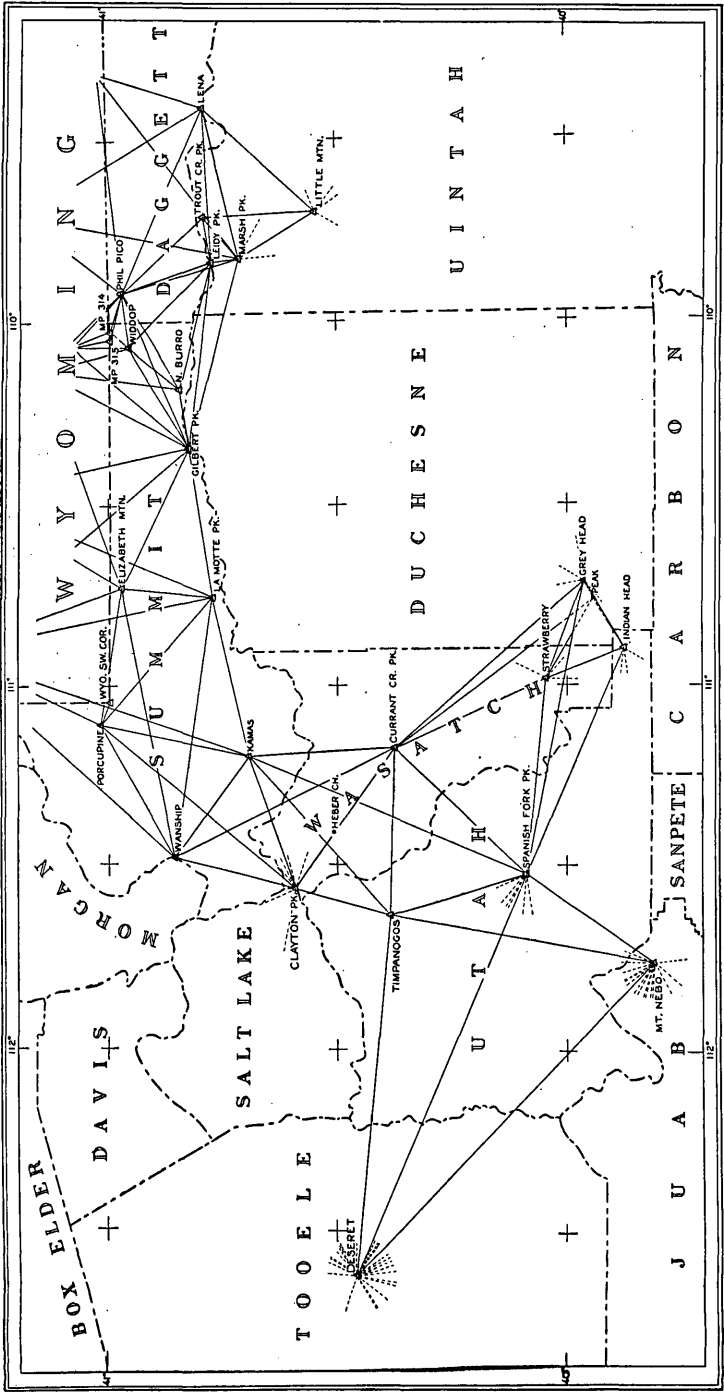 BOX ELDER
DAVIS
MORGAN
SALT LAKE
TOOELE
JUAB
UTAH
SANPETE
CARBON
WASATCH
SUMMIT
WYOMING
DAGGETT
DUCHESNE
UINTAH
41°
40°
112°
112°
111°
111°
110°
110°
DESERET
MT. NEBO
TIMPANOGOS
SPANISH FORK PK.
CLAYTON PK.
HEBER CH.
WANSHIP
KAMAS
CURRANT CR. PK.
PORCUPINE
WYO. SW. COR.
STRAWBERRY
INDIAN HEAD
PEAK
GREY HEAD
ELIZABETH MTN.
LA MOTTE PK.
GILBERT PK.
N. BURRO
MP 315
MP 314
WIDDOP
PHIL PICO
LEIDY PK.
MARSH PK.
TROUT CR. PK.
LITTLE MTN.
LENA